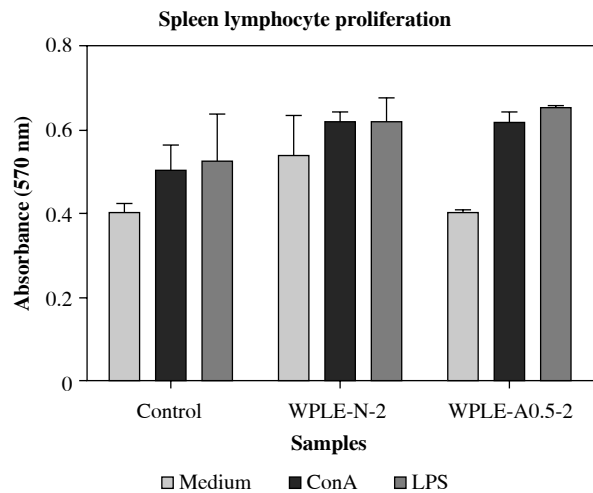 Spleen lymphocyte proliferation
0.8
0.6
0.4
0.2
0
Absorbance (570 nm)
Control WPLE-N-2 WPLE-A0.5-2
Samples
Medium ConA LPS